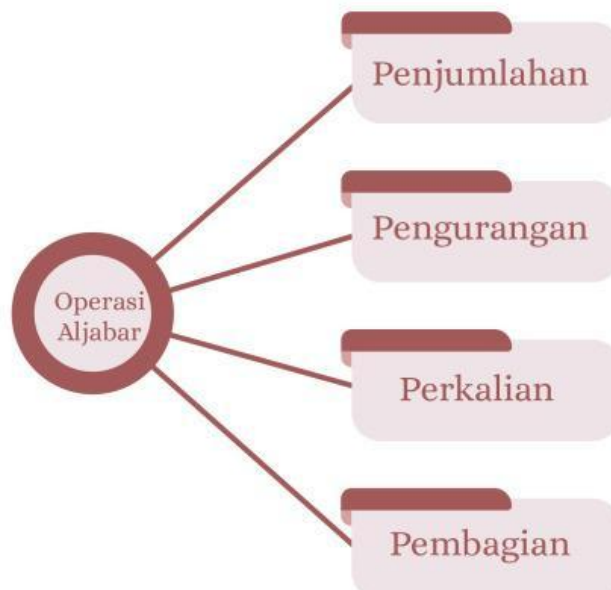 Penjumlahan
Pengurangan
Operasi
Aljabar
Perkalian
Pembagian